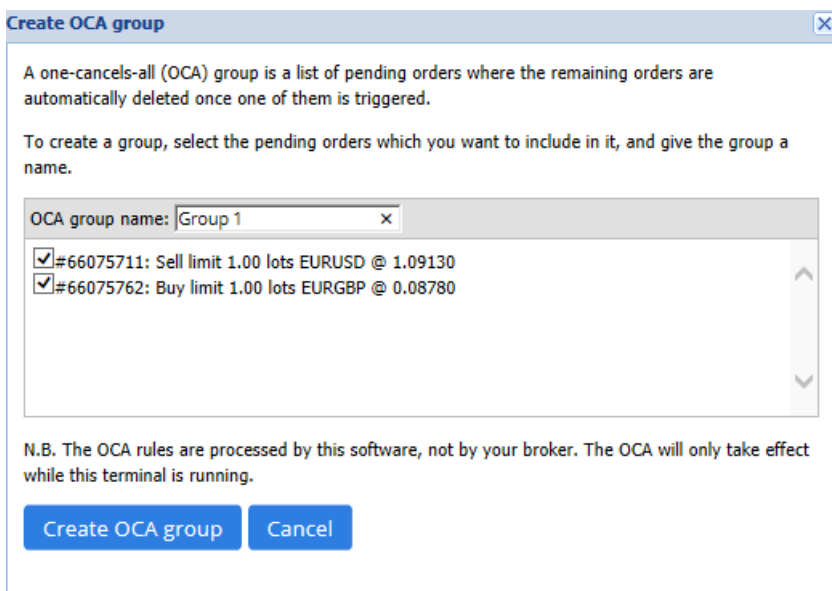 Create OCA group
A one-cancels-all (OCA) group is a list of pending orders where the remaining orders are
automatically deleted once one of them is triggered.
To create a group, select the pending orders which you want to include in it, and give the group a
name.
OCA group name: Group 1
#66075711: Sell limit 1.00 lots EURUSD @ 1.09130
#66075762: Buy limit 1.00 lots EURGBP @ 0.08780
N.B. The OCA rules are processed by this software, not by your broker. The OCA will only take effect
while this terminal is running.
Create OCA group Cancel